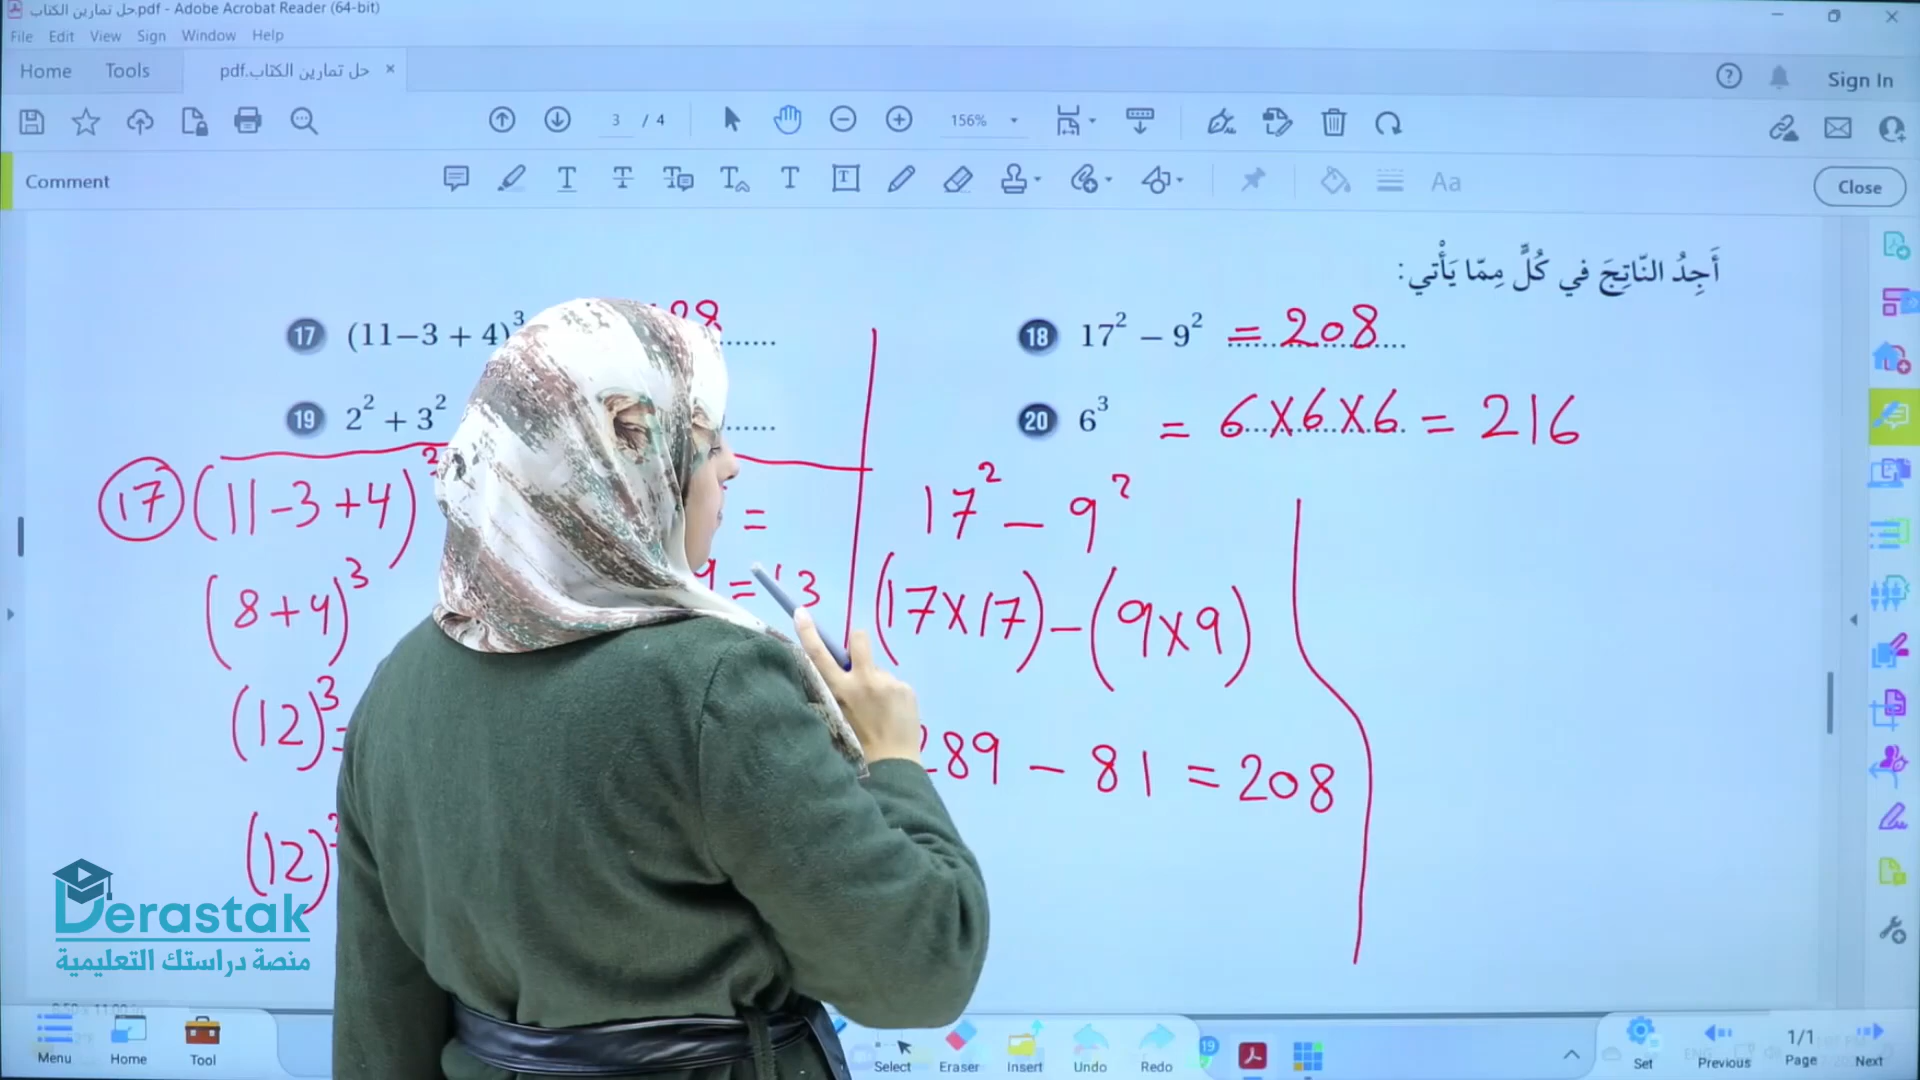 حل تمارين الكتاب.pdf - Adobe Acrobat Reader (64-bit)
File Edit View Sign Window Help
Home Tools حل تمارين الكتاب.pdf ×
Sign In
3 / 4 156%
Comment
Close
أَجِدُ النّاتِجَ في كُلٍّ مِمّا يَأْتي:
17 (11−3 + 4)³ ........
18 17² − 9² = 208
19 2² + 3² ........
20 6³ = 6×6×6 = 216
17 (11-3+4)
(8+4)³
(12)³=
(12)
=
9 = 13
17² − 9²
(17×17)−(9×9)
289 − 81 = 208
Derastak
منصة دراستك التعليمية
Menu Home Tool
Select Eraser Insert Undo Redo
19
Set Previous 1/1 Page Next